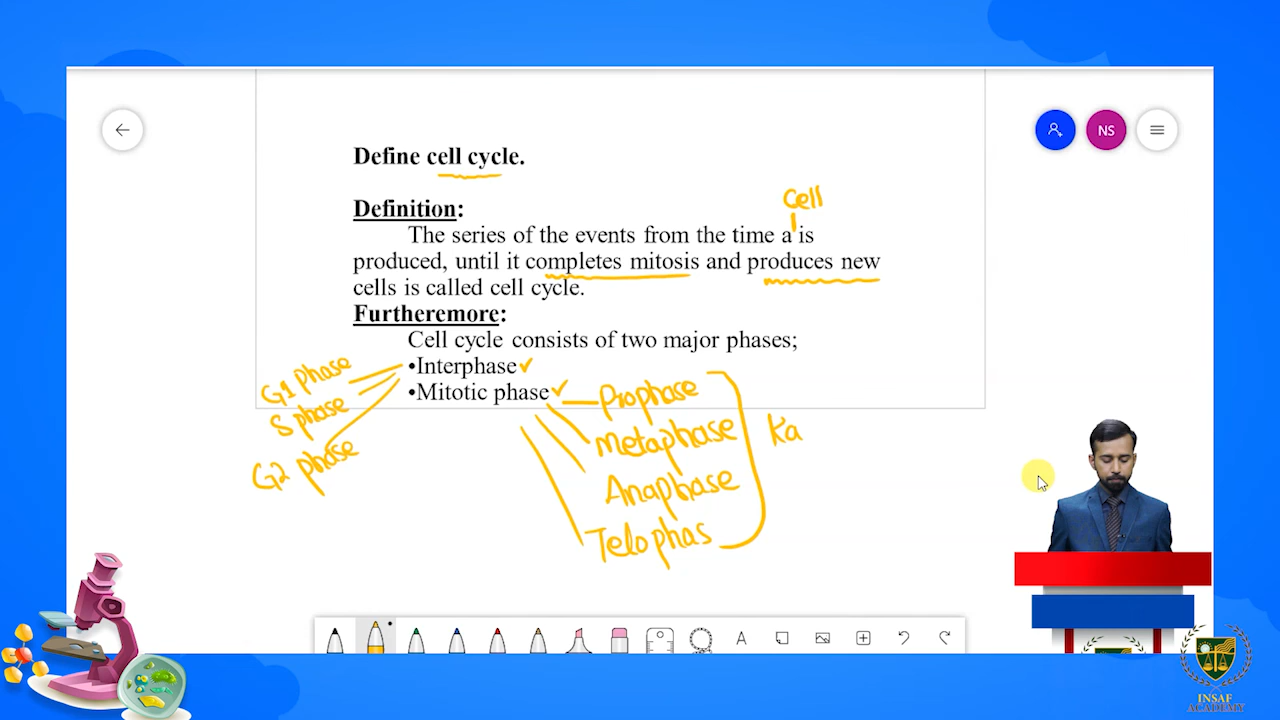 NS
Define cell cycle.
Definition:
cell
The series of the events from the time a is
produced, until it completes mitosis and produces new
cells is called cell cycle.
Furtheremore:
Cell cycle consists of two major phases;
•Interphase ✓
•Mitotic phase ✓
G1 phase
S phase
G2 phase
Prophase
Metaphase
Anaphase
Telophas
Ka
A
INSAF
ACADEMY